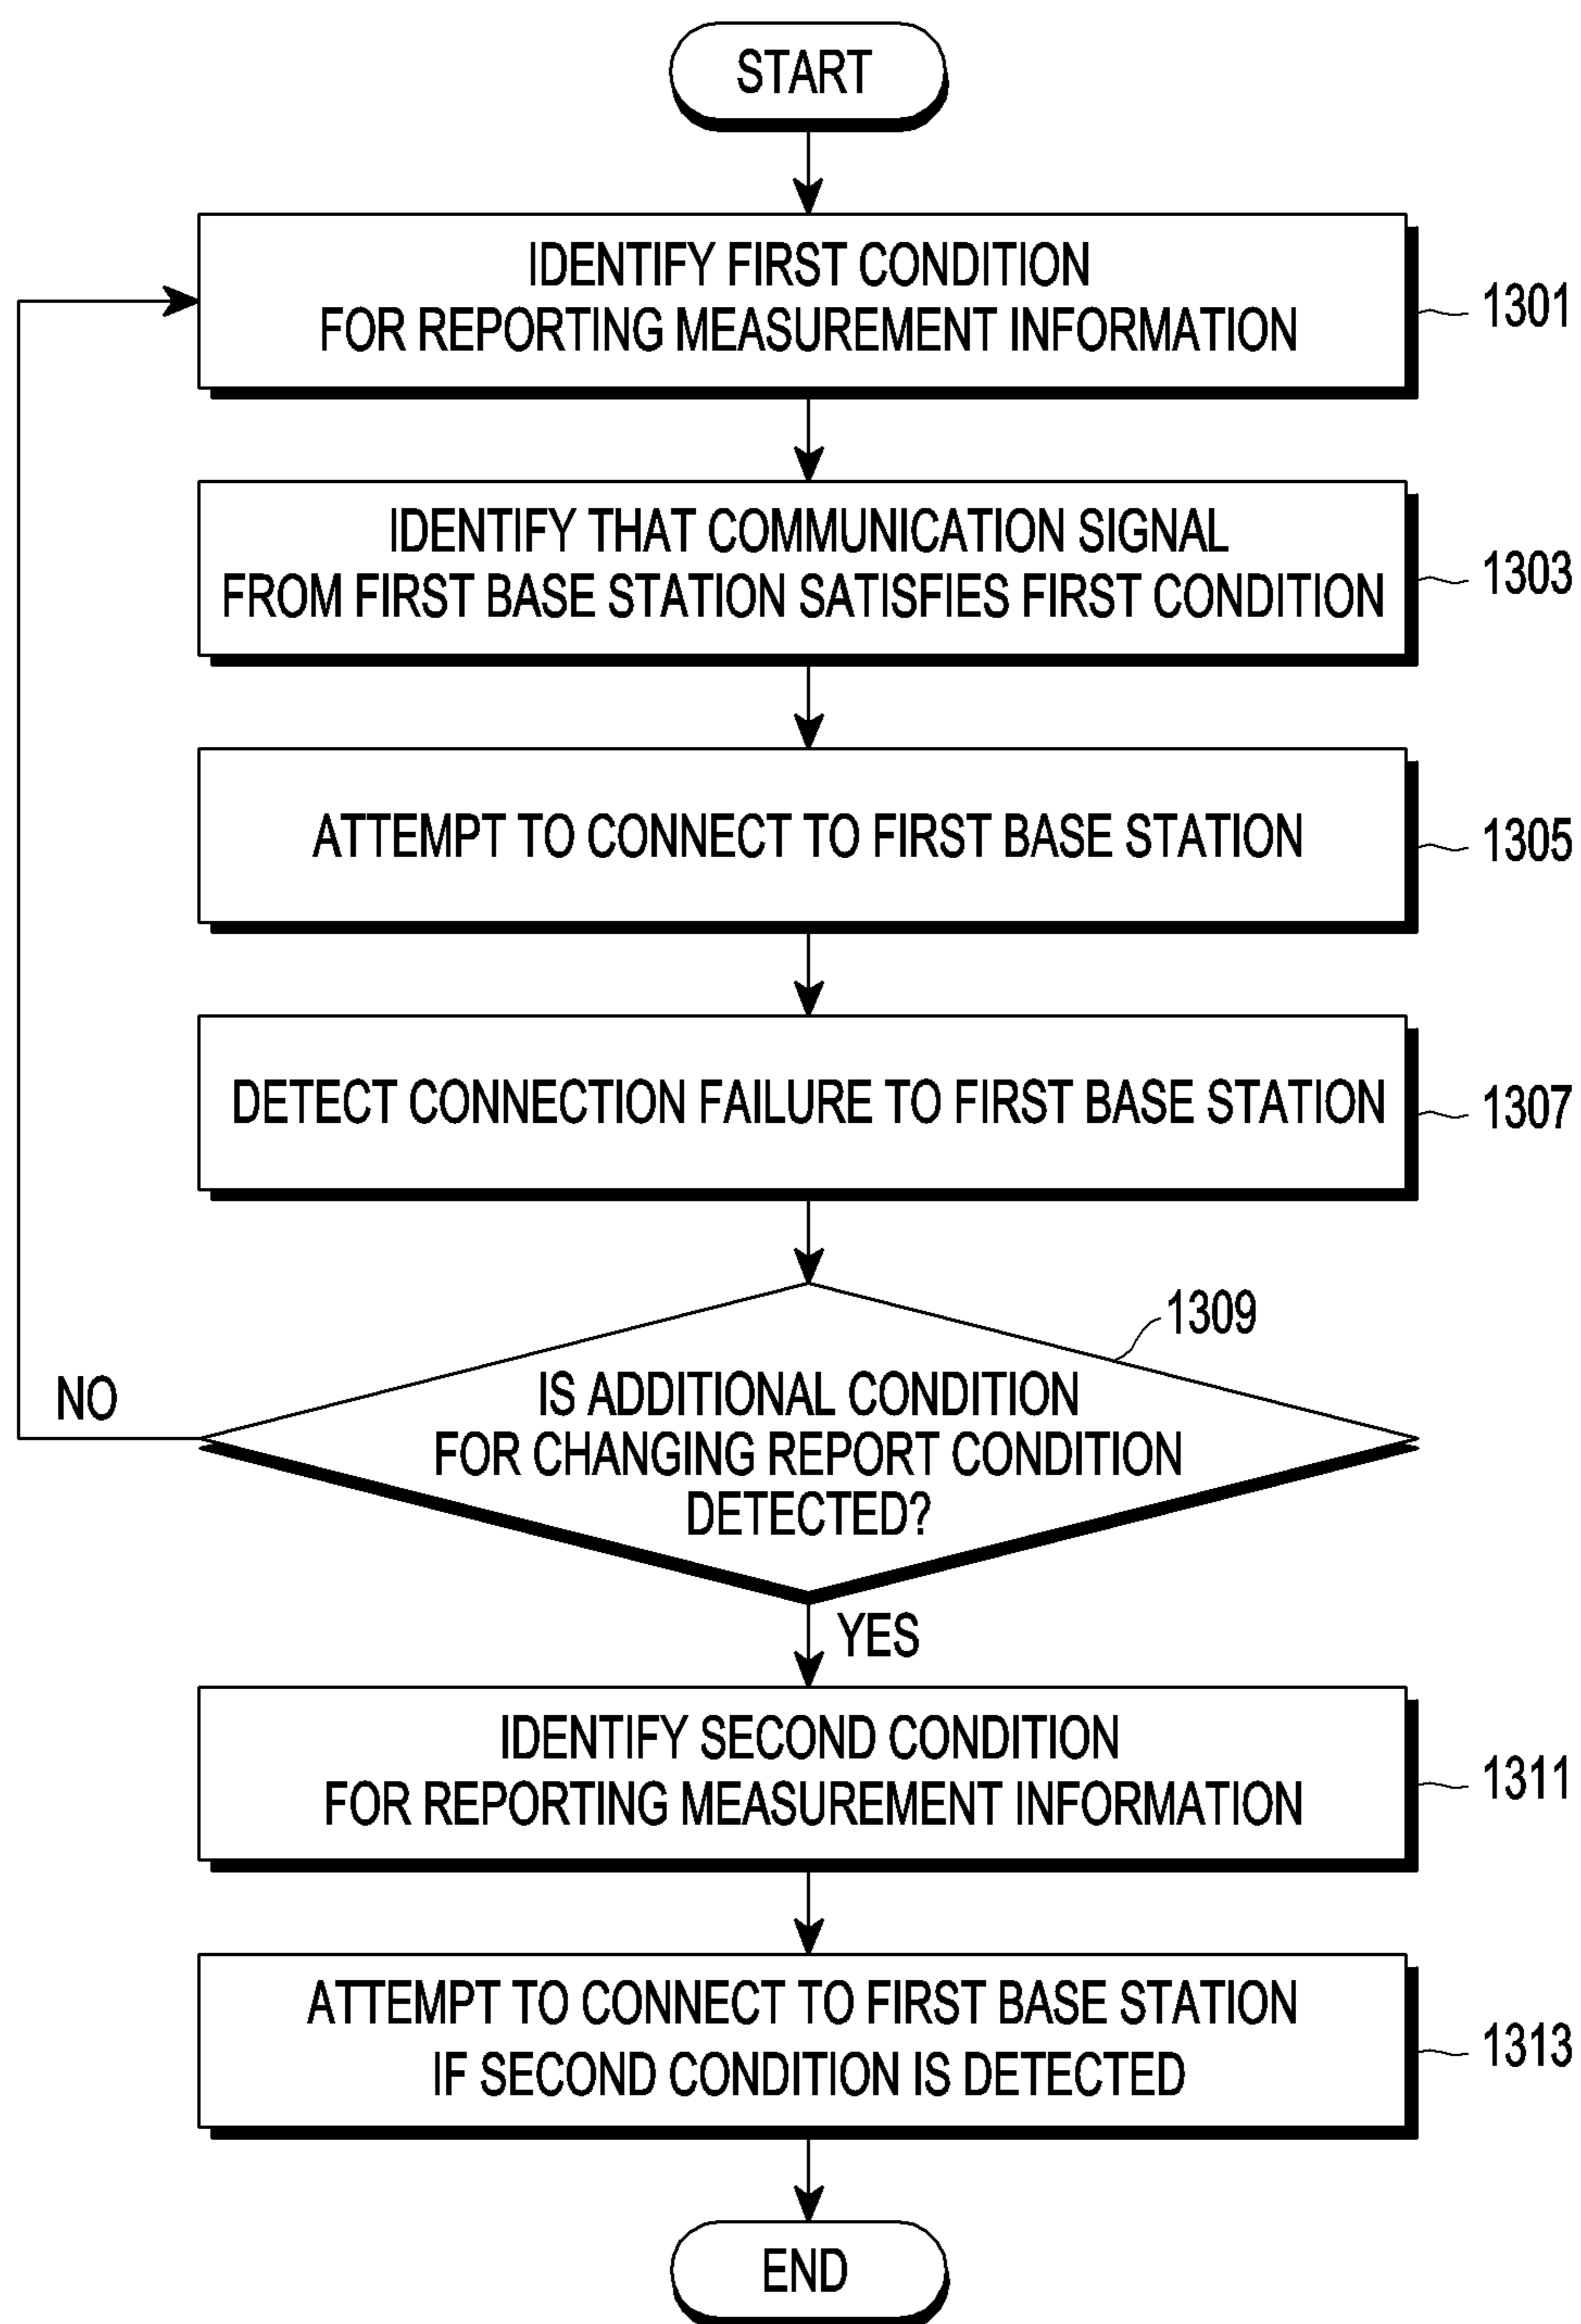 START
IDENTIFY FIRST CONDITION
FOR REPORTING MEASUREMENT INFORMATION
1301
IDENTIFY THAT COMMUNICATION SIGNAL
FROM FIRST BASE STATION SATISFIES FIRST CONDITION
1303
ATTEMPT TO CONNECT TO FIRST BASE STATION
1305
DETECT CONNECTION FAILURE TO FIRST BASE STATION
1307
1309
NO
IS ADDITIONAL CONDITION
FOR CHANGING REPORT CONDITION
DETECTED?
YES
IDENTIFY SECOND CONDITION
FOR REPORTING MEASUREMENT INFORMATION
1311
ATTEMPT TO CONNECT TO FIRST BASE STATION
IF SECOND CONDITION IS DETECTED
1313
END